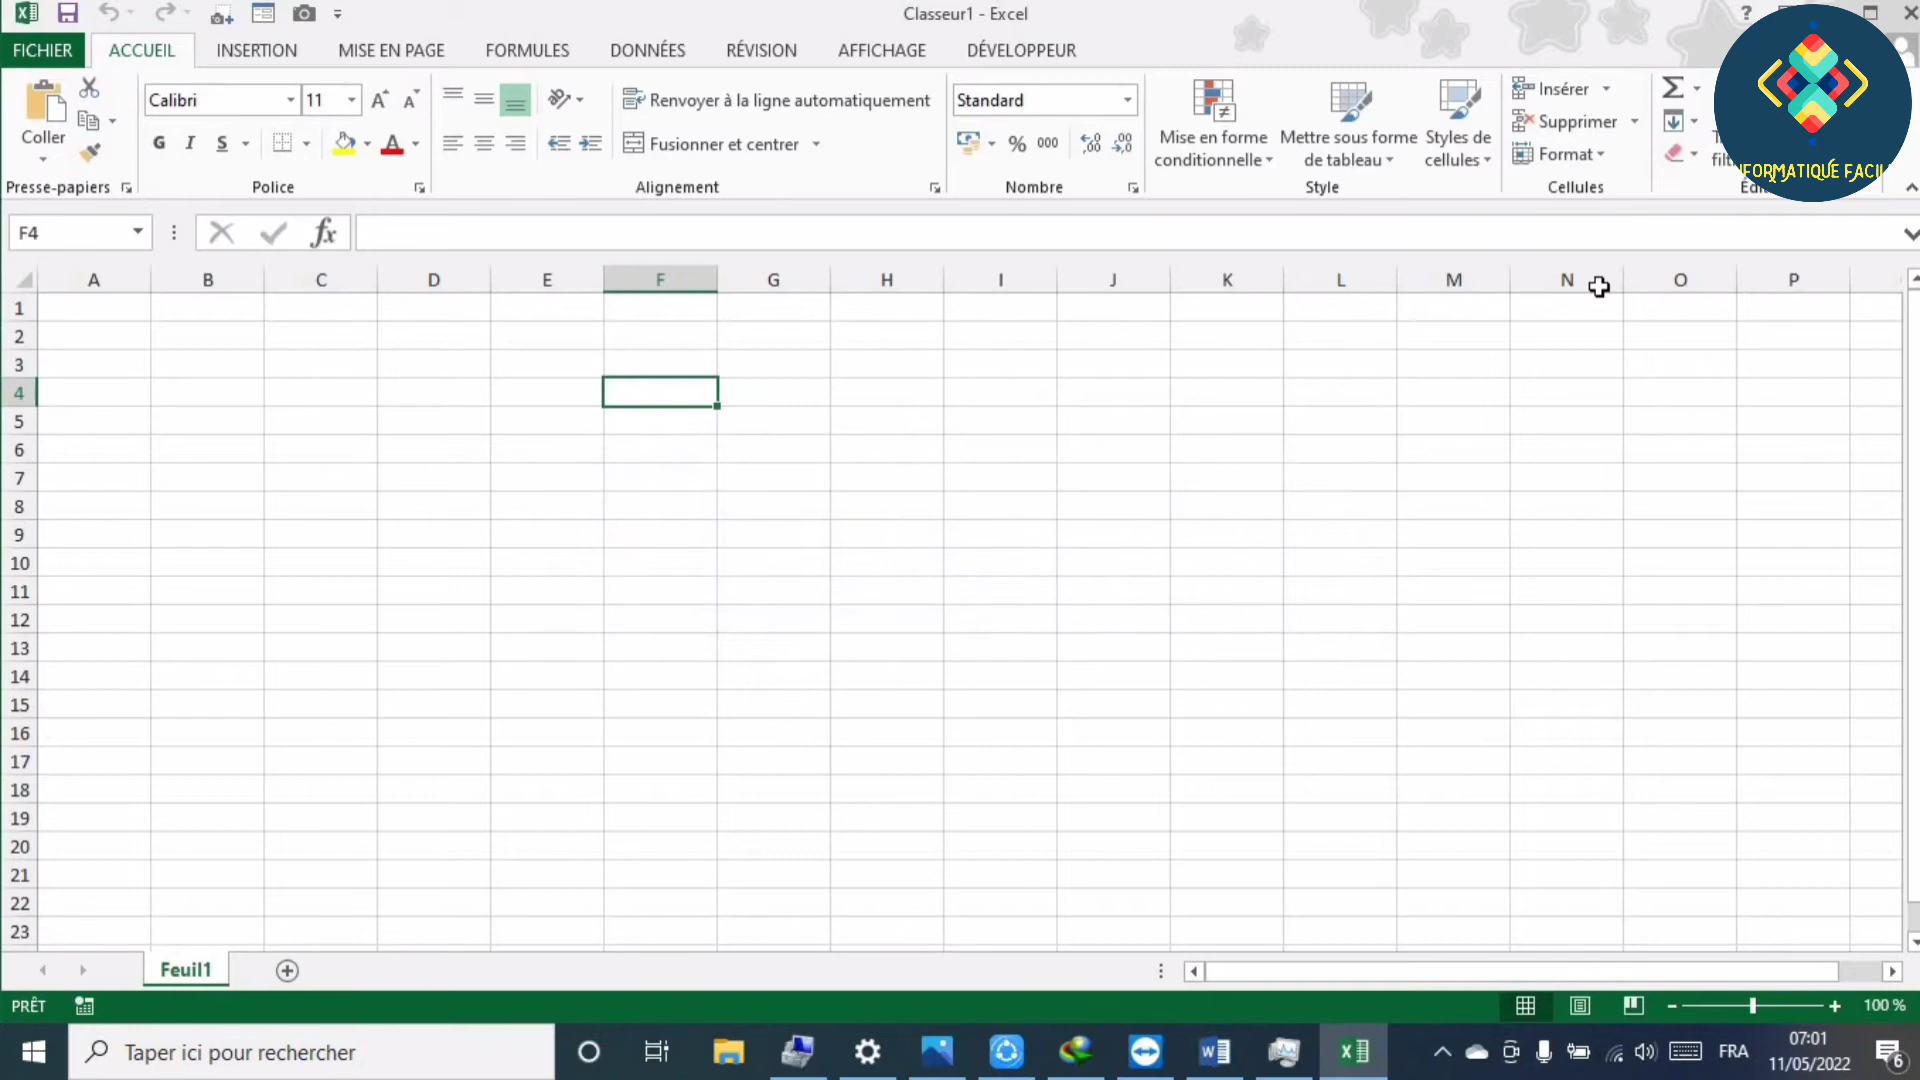 Classeur1 - Excel
?
FICHIER ACCUEIL INSERTION MISE EN PAGE FORMULES DONNÉES RÉVISION AFFICHAGE DÉVELOPPEUR
Coller
Presse-papiers
Calibri 11
G I S
Police
Renvoyer à la ligne automatiquement
Fusionner et centrer
Alignement
Standard
% 000
Nombre
Mise en forme
conditionnelle
Mettre sous forme
de tableau
Styles de
cellules
Style
Insérer
Supprimer
Format
Cellules
Σ
NFORMATIQUE FACIL
F4
fx
A B C D E F G H I J K L M N O P
1
2
3
4
5
6
7
8
9
10
11
12
13
14
15
16
17
18
19
20
21
22
23
Feuil1
PRÊT
100 %
Taper ici pour rechercher
FRA
07:01
11/05/2022
6